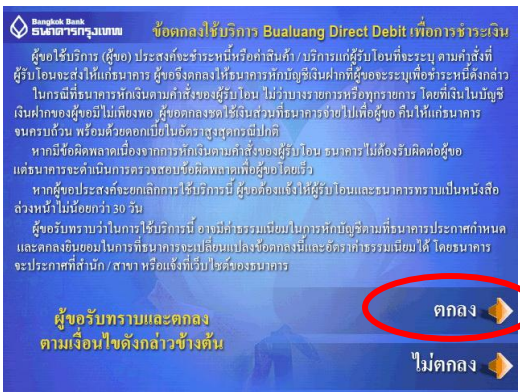 Bangkok Bank
ธนาคารกรุงเทพ
ข้อตกลงใช้บริการ Bualuang Direct Debit เพื่อการชำระเงิน
ผู้ขอใช้บริการ (ผู้ขอ) ประสงค์จะชำระหนี้หรือค่าสินค้า / บริการแก่ผู้รับโอนที่จะระบุ ตามคำสั่งที่
ผู้รับโอนจะส่งให้แก่ธนาคาร ผู้ขอจึงตกลงให้ธนาคารหักบัญชีเงินฝากที่ผู้ขอจะระบุเพื่อชำระหนี้ดังกล่าว
ในกรณีที่ธนาคารหักเงินตามคำสั่งของผู้รับโอน ไม่ว่าบางรายการหรือทุกรายการ โดยที่เงินในบัญชี
เงินฝากของผู้ขอมีไม่เพียงพอ ผู้ขอตกลงชดใช้เงินส่วนที่ธนาคารจ่ายไปเพื่อผู้ขอ คืนให้แก่ธนาคาร
จนครบถ้วน พร้อมด้วยดอกเบี้ยในอัตราสูงสุดกรณีปกติ
หากมีข้อผิดพลาดเนื่องจากการหักเงินตามคำสั่งของผู้รับโอน ธนาคารไม่ต้องรับผิดต่อผู้ขอ
แต่ธนาคารจะดำเนินการตรวจสอบข้อผิดพลาดเพื่อผู้ขอโดยเร็ว
หากผู้ขอประสงค์จะยกเลิกการใช้บริการนี้ ผู้ขอต้องแจ้งให้ผู้รับโอนและธนาคารทราบเป็นหนังสือ
ล่วงหน้าไม่น้อยกว่า 30 วัน
ผู้ขอรับทราบว่าในการใช้บริการนี้ อาจมีค่าธรรมเนียมในการหักบัญชีตามที่ธนาคารประกาศกำหนด
และตกลงยินยอมในการที่ธนาคารจะเปลี่ยนแปลงข้อตกลงนี้และอัตราค่าธรรมเนียมได้ โดยธนาคาร
จะประกาศที่สำนัก / สาขา หรือแจ้งที่เว็บไซต์ของธนาคาร
ผู้ขอรับทราบและตกลง
ตามเงื่อนไขดังกล่าวข้างต้น
ตกลง
ไม่ตกลง